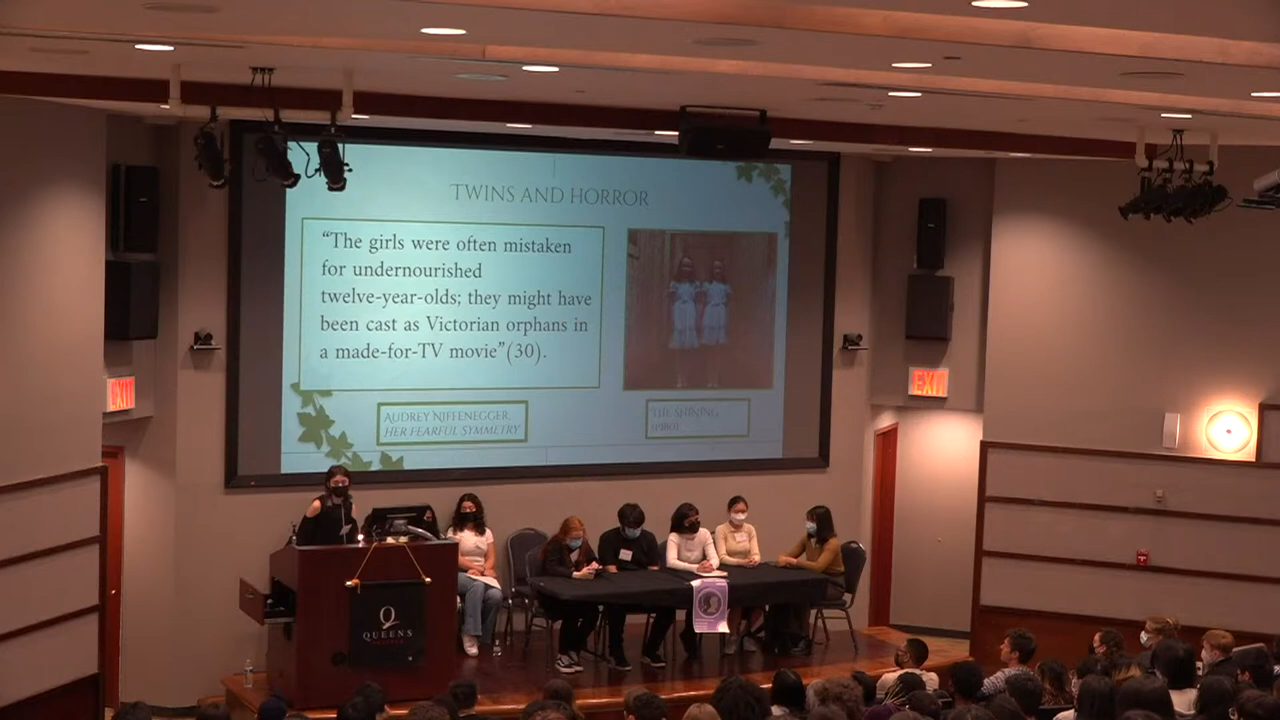 TWINS AND HORROR
“The girls were often mistaken
for undernourished
twelve-year-olds; they might have
been cast as Victorian orphans in
a made-for-TV movie”(30).
AUDREY NIFFENEGGER,
HER FEARFUL SYMMETRY
THE SHINING
(1980)
EXIT
EXIT
Q
QUEENS